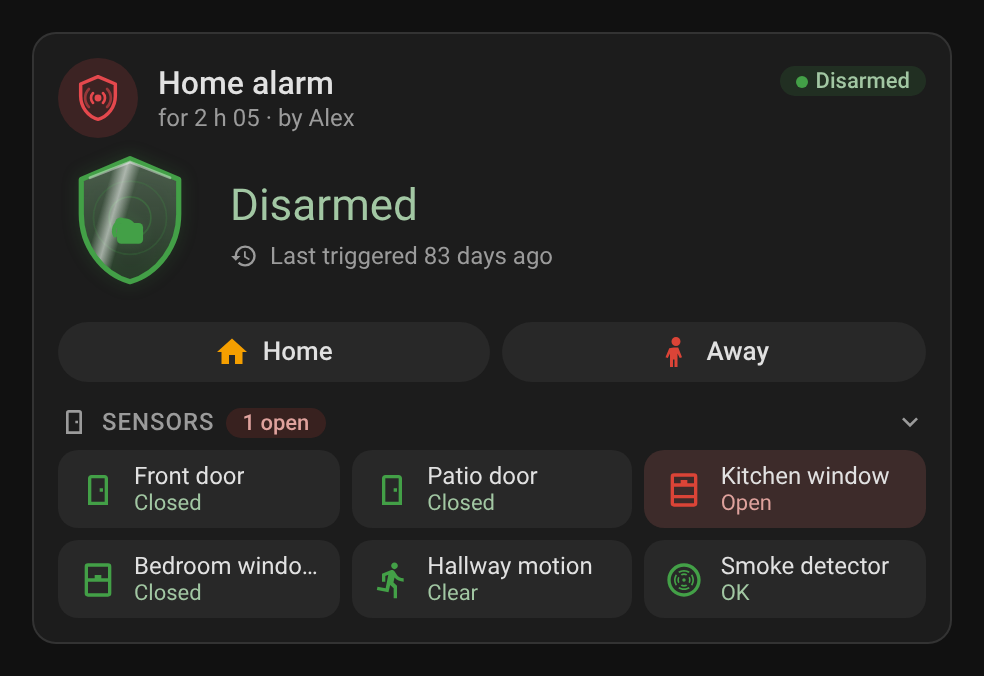 Home alarm
for 2 h 05 · by Alex
Disarmed
Disarmed
Last triggered 83 days ago
Home
Away
SENSORS
1 open
Front door
Closed
Patio door
Closed
Kitchen window
Open
Bedroom windo...
Closed
Hallway motion
Clear
Smoke detector
OK